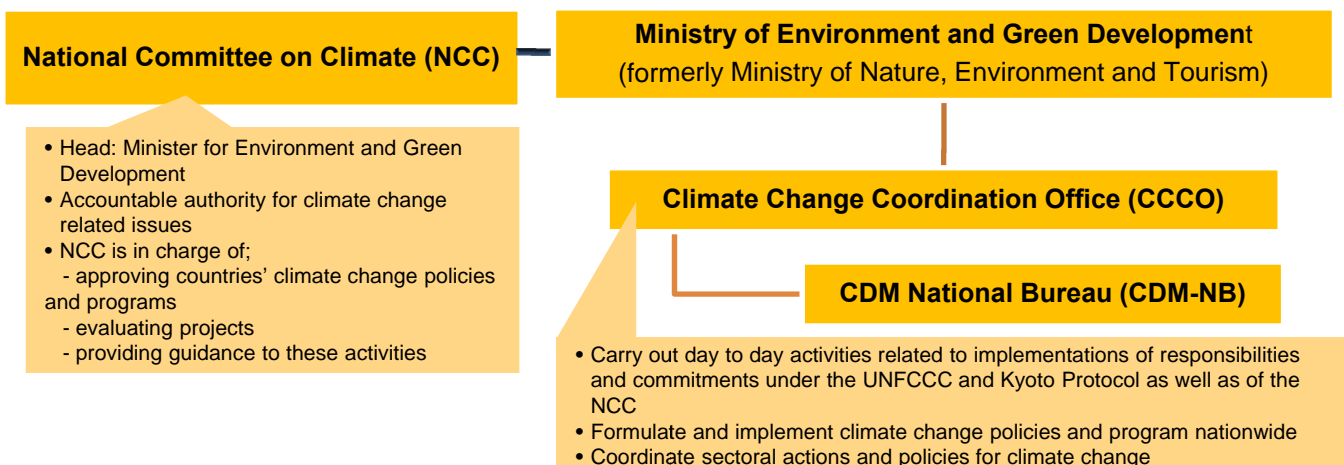 National Committee on Climate (NCC)
Ministry of Environment and Green Development
(formerly Ministry of Nature, Environment and Tourism)
• Head: Minister for Environment and Green
Development
• Accountable authority for climate change
related issues
• NCC is in charge of;
- approving countries’ climate change policies
and programs
- evaluating projects
- providing guidance to these activities
Climate Change Coordination Office (CCCO)
CDM National Bureau (CDM-NB)
• Carry out day to day activities related to implementations of responsibilities
and commitments under the UNFCCC and Kyoto Protocol as well as of the
NCC
• Formulate and implement climate change policies and program nationwide
• Coordinate sectoral actions and policies for climate change